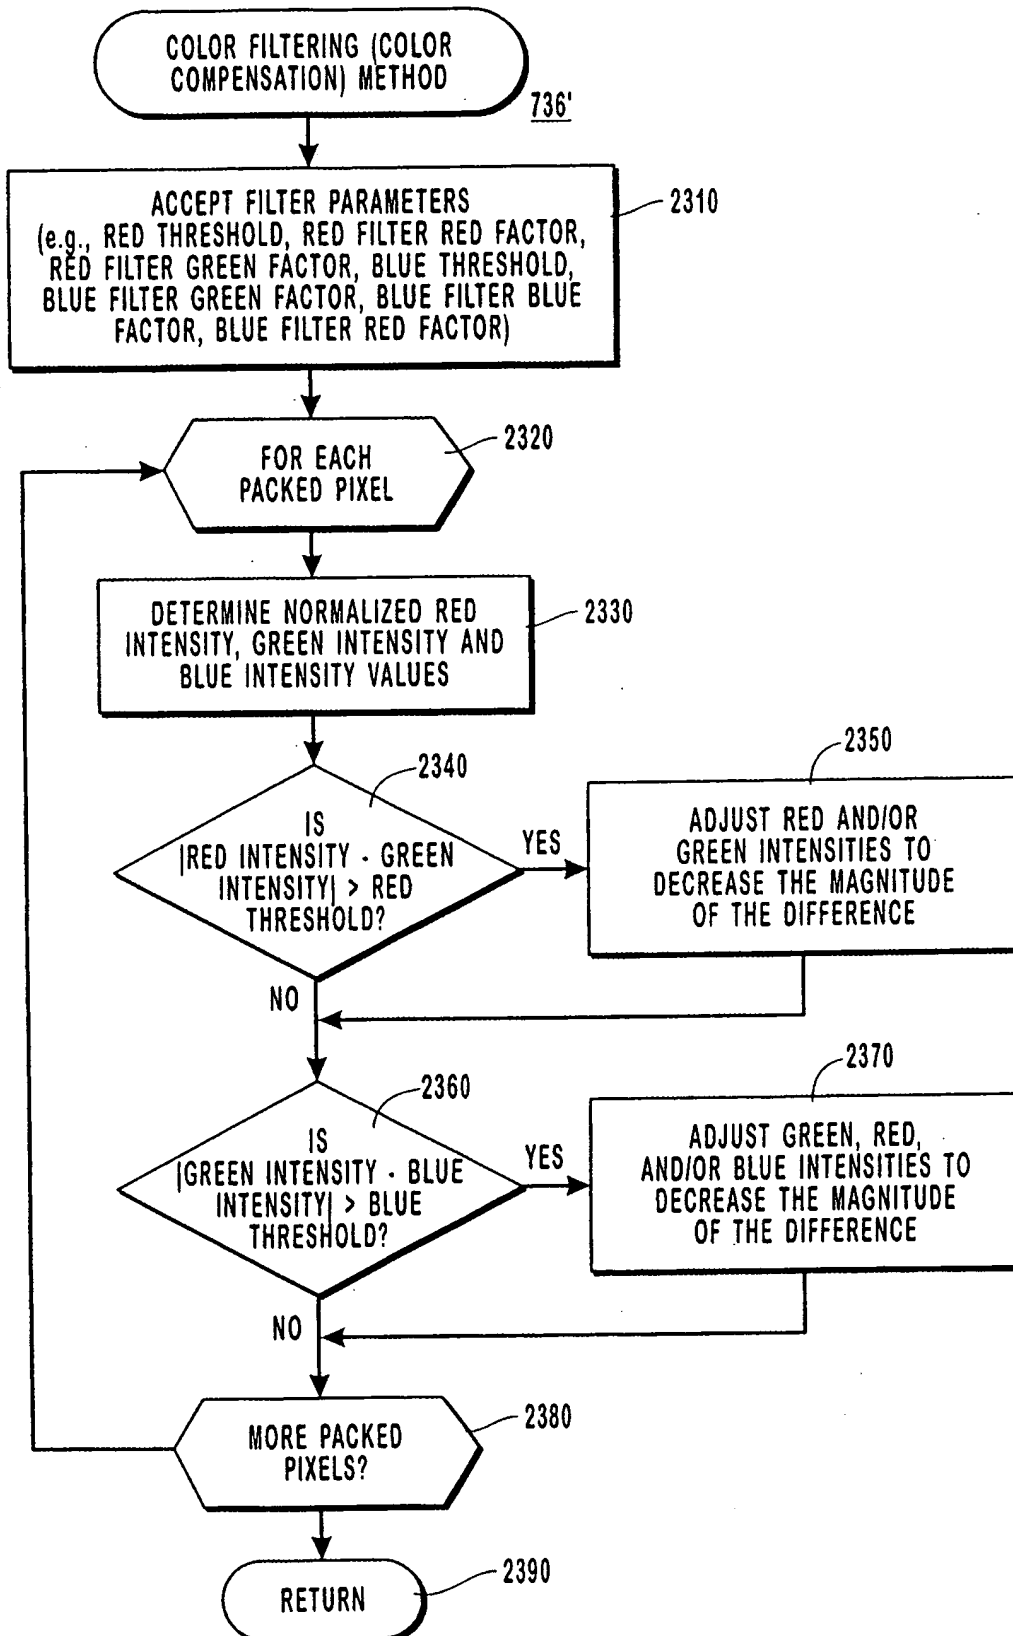 COLOR FILTERING (COLOR
COMPENSATION) METHOD
736'
ACCEPT FILTER PARAMETERS
(e.g., RED THRESHOLD, RED FILTER RED FACTOR,
RED FILTER GREEN FACTOR, BLUE THRESHOLD,
BLUE FILTER GREEN FACTOR, BLUE FILTER BLUE
FACTOR, BLUE FILTER RED FACTOR)
2310
FOR EACH
PACKED PIXEL
2320
DETERMINE NORMALIZED RED
INTENSITY, GREEN INTENSITY AND
BLUE INTENSITY VALUES
2330
2340
IS
|RED INTENSITY - GREEN
INTENSITY| > RED
THRESHOLD?
YES
NO
2350
ADJUST RED AND/OR
GREEN INTENSITIES TO
DECREASE THE MAGNITUDE
OF THE DIFFERENCE
2360
IS
|GREEN INTENSITY - BLUE
INTENSITY| > BLUE
THRESHOLD?
YES
NO
2370
ADJUST GREEN, RED,
AND/OR BLUE INTENSITIES TO
DECREASE THE MAGNITUDE
OF THE DIFFERENCE
MORE PACKED
PIXELS?
2380
RETURN
2390